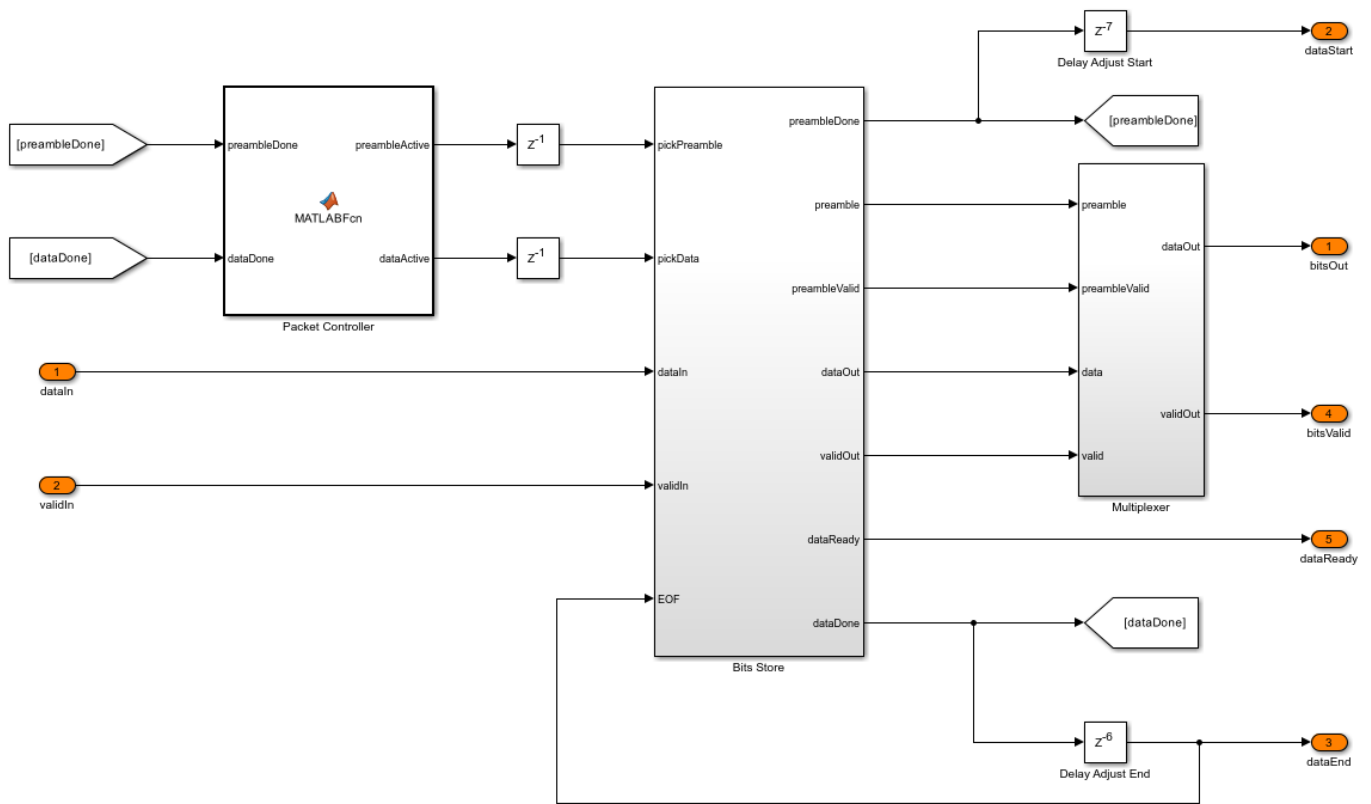 z-7
2
dataStart
Delay Adjust Start
[preambleDone]
preambleDone
preambleActive
z-1
pickPreamble
preambleDone
[preambleDone]
MATLABFcn
preamble
preamble
dataOut
1
bitsOut
[dataDone]
dataDone
dataActive
z-1
pickData
preambleValid
preambleValid
Packet Controller
1
dataIn
dataIn
dataOut
data
validOut
4
bitsValid
2
validIn
validIn
validOut
valid
Multiplexer
dataReady
5
dataReady
EOF
dataDone
[dataDone]
Bits Store
z-6
3
dataEnd
Delay Adjust End